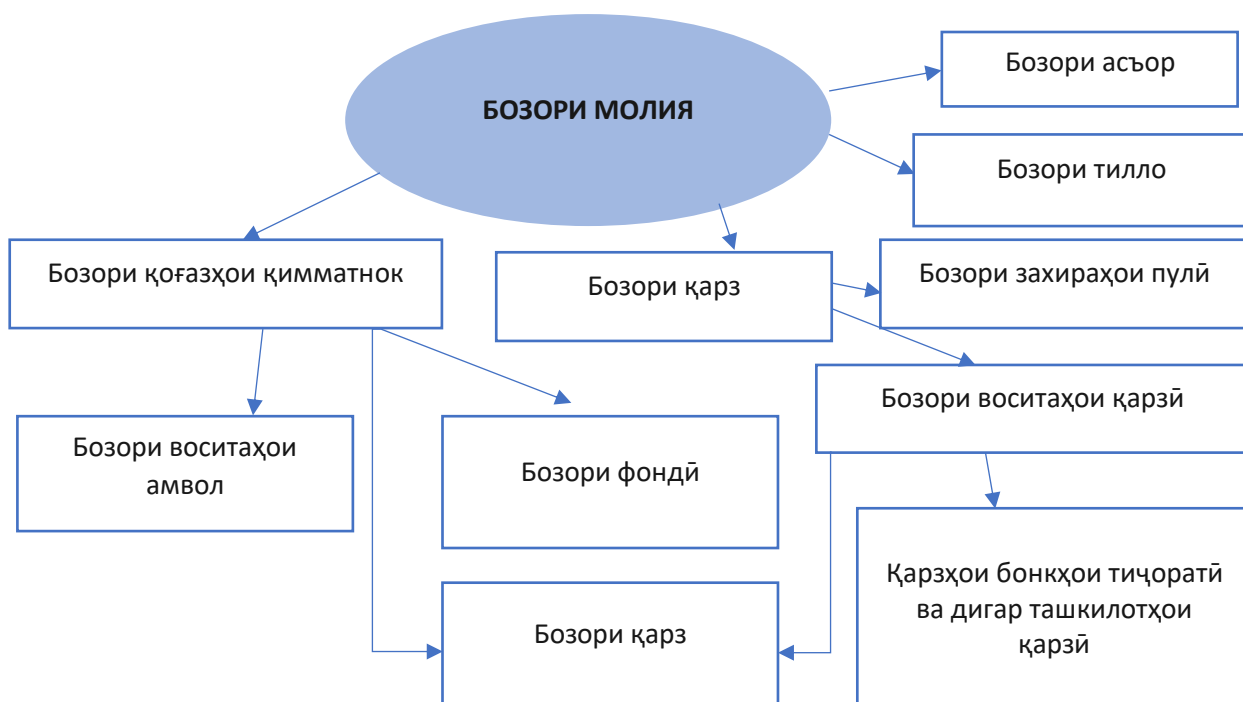 БОЗОРИ МОЛИЯ
Бозори асъор
Бозори тилло
Бозори қоғазҳои қимматнок
Бозори қарз
Бозори захираҳои пулӣ
Бозори воситаҳои қарзӣ
Бозори воситаҳои
амвол
Бозори фондӣ
Қарзҳои бонкҳои тиҷоратӣ
ва дигар ташкилотҳои
қарзӣ
Бозори қарз